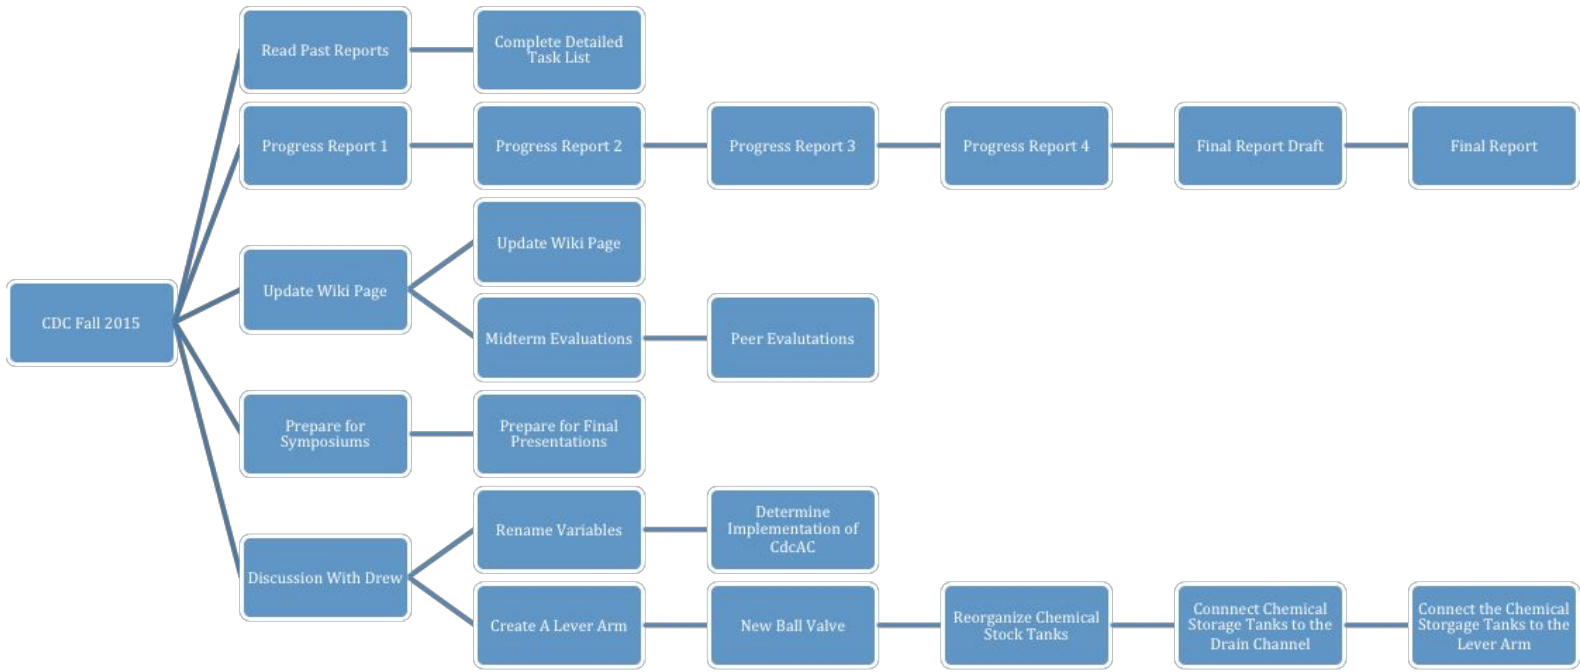 Read Past Reports
Complete Detailed
Task List
Progress Report 1
Progress Report 2
Progress Report 3
Progress Report 4
Final Report Draft
Final Report
Update Wiki Page
CDC Fall 2015
Update Wiki Page
Midterm Evaluations
Peer Evalutations
Prepare for
Symposiums
Prepare for Final
Presentations
Discussion With Drew
Rename Variables
Determine
Implementation of
CdcAC
Create A Lever Arm
New Ball Valve
Reorganize Chemical
Stock Tanks
Connnect Chemical
Storage Tanks to the
Drain Channel
Connect the Chemical
Storgage Tanks to the
Lever Arm